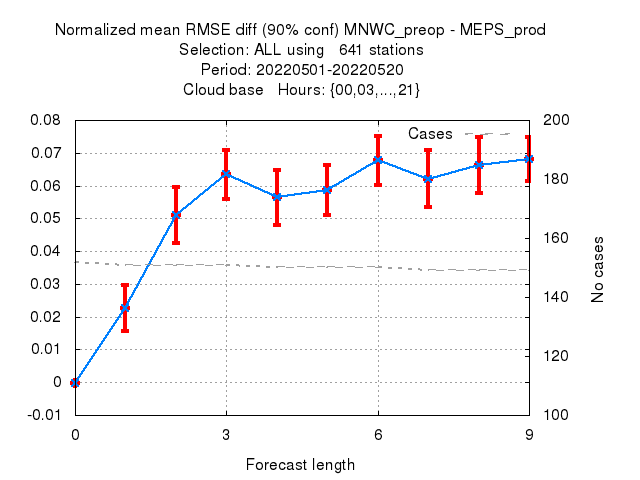 Normalized mean RMSE diff (90% conf) MNWC_preop - MEPS_prod
Selection: ALL using   641 stations
Period: 20220501-20220520
Cloud base   Hours: {00,03,...,21}
Cases
0.08
0.07
0.06
0.05
0.04
0.03
0.02
0.01
0
-0.01
200
180
160
140
120
100
No cases
0
3
6
9
Forecast length